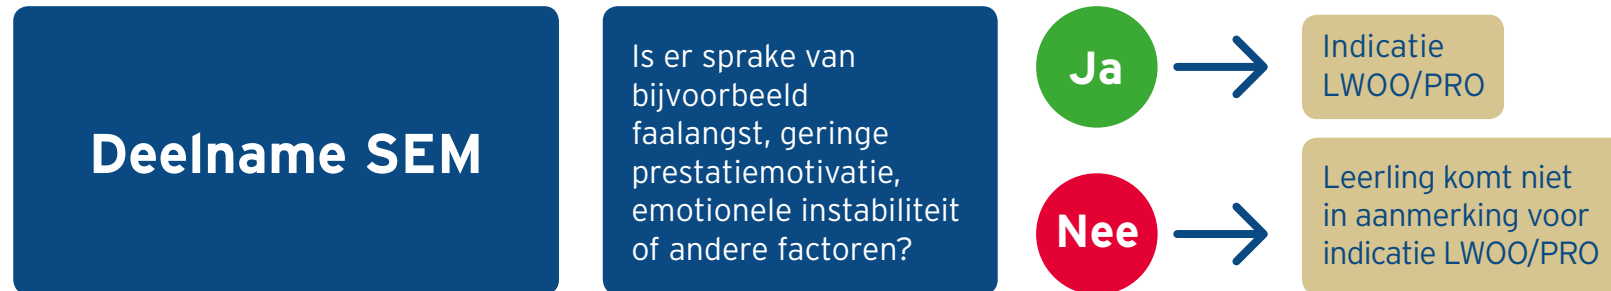 Deelname SEM
Is er sprake van
bijvoorbeeld
faalangst, geringe
prestatiemotivatie,
emotionele instabiliteit
of andere factoren?
Ja
Indicatie
LWOO/PRO
Nee
Leerling komt niet
in aanmerking voor
indicatie LWOO/PRO